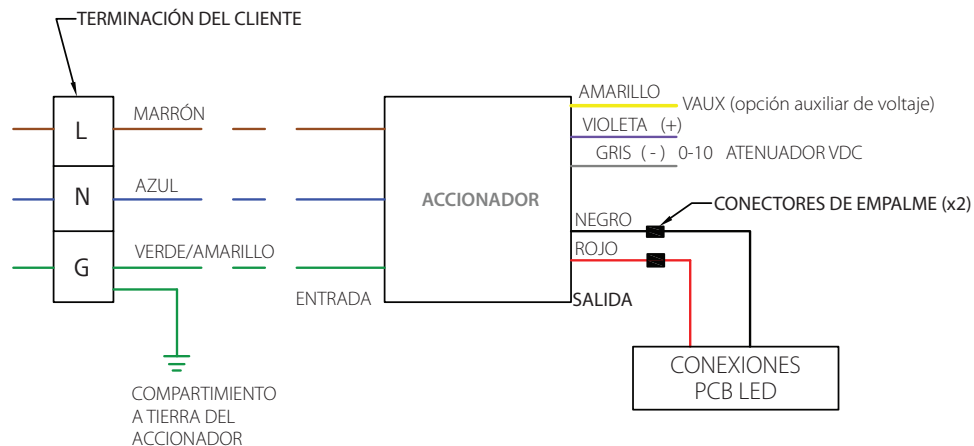 TERMINACIÓN DEL CLIENTE
L
MARRÓN
N
AZUL
G
VERDE/AMARILLO
COMPARTIMIENTO
A TIERRA DEL
ACCIONADOR
ENTRADA
ACCIONADOR
SALIDA
AMARILLO
VAUX (opción auxiliar de voltaje)
VIOLETA (+)
GRIS ( - ) 0-10 ATENUADOR VDC
NEGRO
CONECTORES DE EMPALME (x2)
ROJO
CONEXIONES
PCB LED